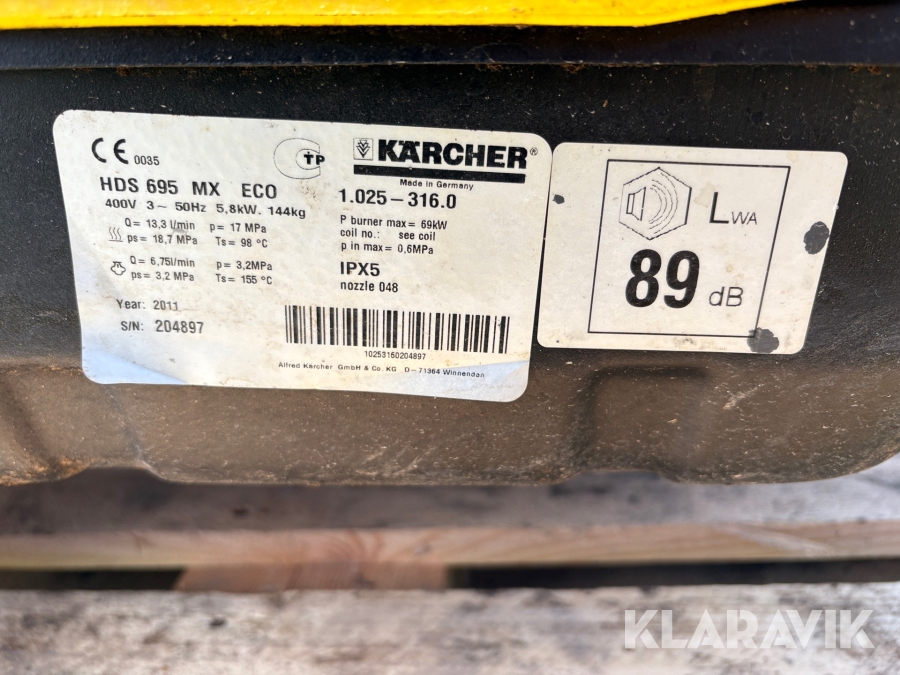 CE 0035
C TP
KÄRCHER®
Made in Germany
HDS 695 MX ECO
1.025-316.0
400V 3~ 50Hz 5,8kW. 144kg
Q = 13,3 l/min p = 17 MPa
ps = 18,7 MPa Ts = 98 °C
Q = 6,75l/min p = 3,2MPa
ps = 3,2 MPa Ts = 155 °C
P burner max = 69kW
coil no.: see coil
p in max = 0,6MPa
IPX5
nozzle 048
Year: 2011
S/N: 204897
10253160204897
Alfred Kärcher GmbH & Co. KG D-71364 Winnenden
LWA
89 dB
KLARAVIK